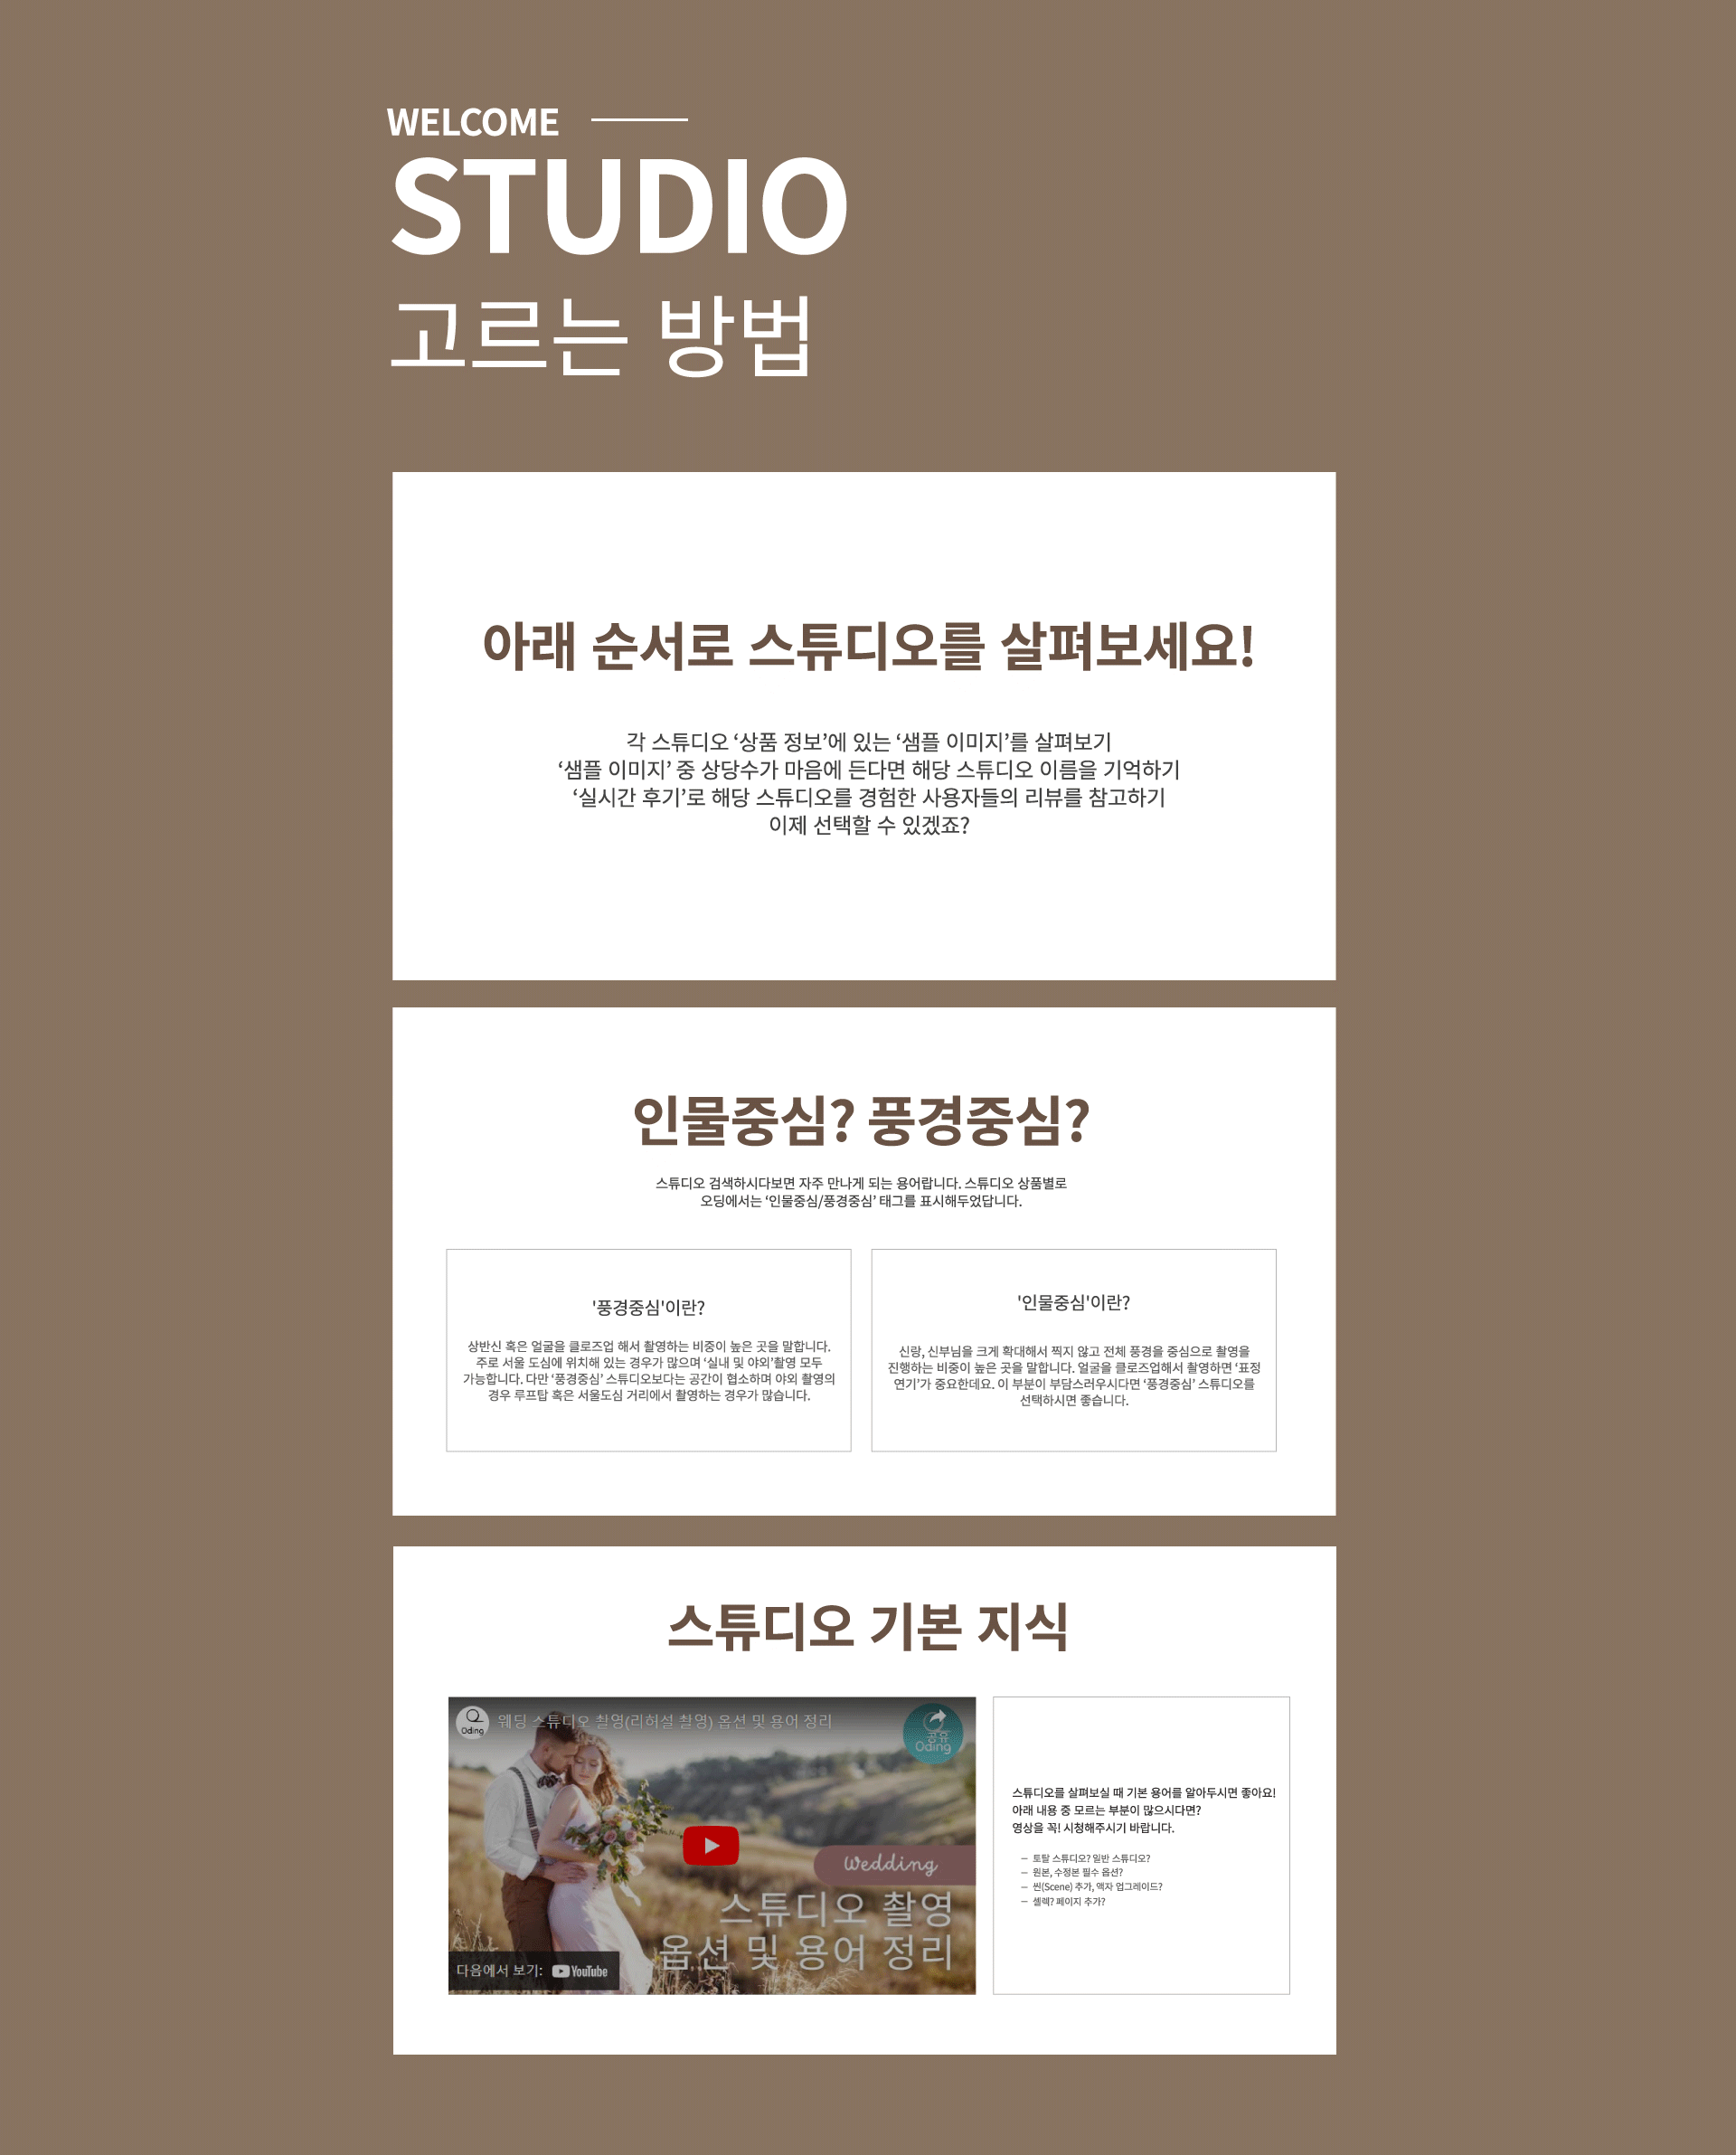 WELCOME
STUDIO
고르는 방법
아래 순서로 스튜디오를 살펴보세요!
각 스튜디오 ‘상품 정보’에 있는 ‘샘플 이미지’를 살펴보기
‘샘플 이미지’ 중 상당수가 마음에 든다면 해당 스튜디오 이름을 기억하기
‘실시간 후기’로 해당 스튜디오를 경험한 사용자들의 리뷰를 참고하기
이제 선택할 수 있겠죠?
인물중심? 풍경중심?
스튜디오 검색하시다보면 자주 만나게 되는 용어랍니다. 스튜디오 상품별로
오딩에서는 ‘인물중심/풍경중심’ 태그를 표시해두었답니다.
'풍경중심'이란?
상반신 혹은 얼굴을 클로즈업 해서 촬영하는 비중이 높은 곳을 말합니다.
주로 서울 도심에 위치해 있는 경우가 많으며 ‘실내 및 야외’촬영 모두
가능합니다. 다만 ‘풍경중심’ 스튜디오보다는 공간이 협소하며 야외 촬영의
경우 루프탑 혹은 서울도심 거리에서 촬영하는 경우가 많습니다.
'인물중심'이란?
신랑, 신부님을 크게 확대해서 찍지 않고 전체 풍경을 중심으로 촬영을
진행하는 비중이 높은 곳을 말합니다. 얼굴을 클로즈업해서 촬영하면 ‘표정
연기’가 중요한데요. 이 부분이 부담스러우시다면 ‘풍경중심’ 스튜디오를
선택하시면 좋습니다.
스튜디오 기본 지식
Oding
웨딩 스튜디오 촬영(리허설 촬영) 옵션 및 용어 정리
공유
Oding
Wedding
스튜디오 촬영
옵션 및 용어 정리
다음에서 보기: YouTube
스튜디오를 살펴보실 때 기본 용어를 알아두시면 좋아요!
아래 내용 중 모르는 부분이 많으시다면?
영상을 꼭! 시청해주시기 바랍니다.
– 토탈 스튜디오? 일반 스튜디오?
– 원본, 수정본 필수 옵션?
– 씬(Scene) 추가, 액자 업그레이드?
– 셀렉? 페이지 추가?